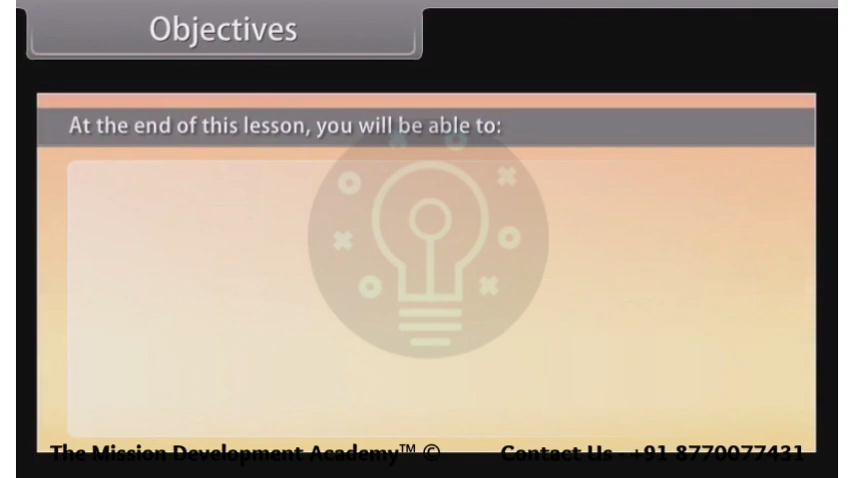 Objectives
At the end of this lesson, you will be able to:
The Mission Development Academy™ © Contact Us - +91 8770077431